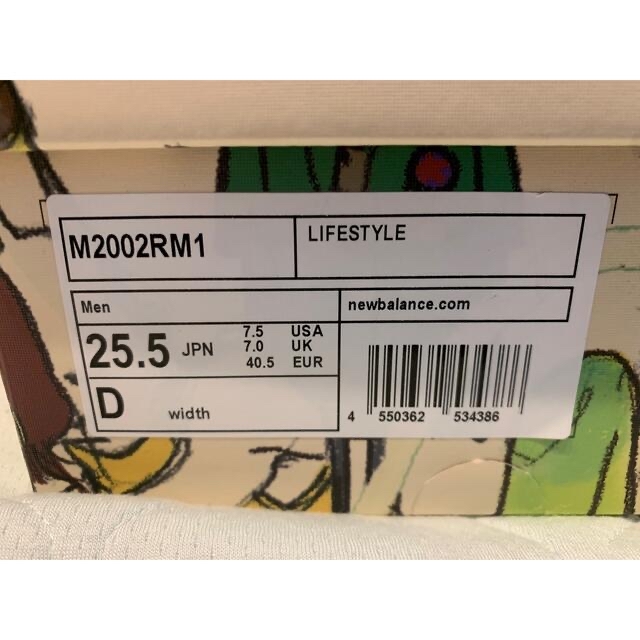 M2002RM1
LIFESTYLE
Men
newbalance.com
25.5 JPN
7.5 USA
7.0 UK
40.5 EUR
D width
4 550362 534386